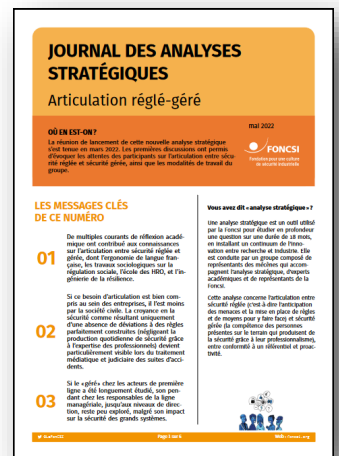 JOURNAL DES ANALYSES
STRATÉGIQUES
Articulation réglé-géré
OÙ EN EST-ON ?
La réunion de lancement de cette nouvelle analyse stratégique
s'est tenue en mars 2022. Les premières discussions ont permis
d'évoquer les attentes des participants sur l'articulation entre sécu-
rité réglée et sécurité gérée, ainsi que les modalités de travail du
groupe.
mai 2022
FONCSI
Fondation pour une culture
de sécurité industrielle
LES MESSAGES CLÉS
DE CE NUMÉRO
01
De multiples courants de réflexion acadé-
mique ont contribué aux connaissances
sur l'articulation entre sécurité réglée et
gérée, dont l'ergonomie de langue fran-
çaise, les travaux sociologiques sur la
régulation sociale, l'école des HRO, et l'in-
génierie de la résilience.
02
Si ce besoin d'articulation est bien com-
pris au sein des entreprises, il l'est moins
par la société civile. La croyance en la
sécurité comme résultant uniquement
d'une absence de déviations à des règles
parfaitement construites (négligeant la
production quotidienne de sécurité grâce
à l'expertise des professionnels) devient
particulièrement visible lors du traitement
médiatique et judiciaire des suites d'acci-
dents.
03
Si le «géré» chez les acteurs de première
ligne a été longuement étudié, son pen-
dant chez les responsables de la ligne
managériale, jusqu'aux niveaux de direc-
tion, reste peu exploré, malgré son impact
sur la sécurité des grands systèmes.
Vous avez dit «analyse stratégique»?
Une analyse stratégique est un outil utilisé
par la Foncsi pour étudier en profondeur
une question sur une durée de 18 mois,
en installant un continuum de l'inno-
vation entre recherche et industrie. Elle
est conduite par un groupe composé de
représentants des mécènes qui accom-
pagnent l'analyse stratégique, d'experts
académiques et de représentants de la
Foncsi.
Cette analyse concerne l'articulation entre
sécurité réglée (c'est-à-dire l'anticipation
des menaces et la mise en place de règles
et de moyens pour y faire face) et sécurité
gérée (la compétence des personnes
présentes sur le terrain qui produisent de
la sécurité grâce à leur professionnalisme),
entre conformité à un référentiel et proac-
tivité.
Page 1 sur 6
Web : foncsi.org